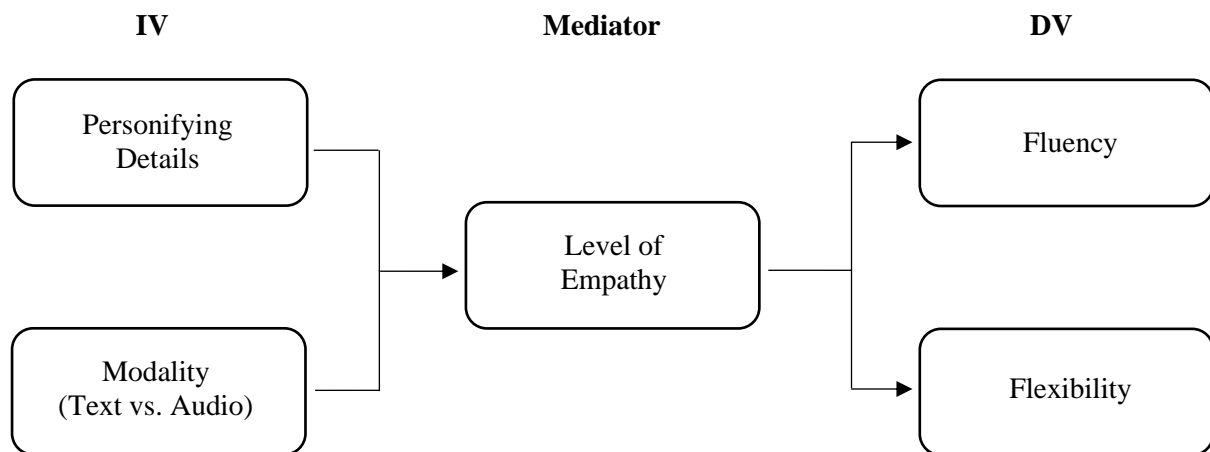 IV
Mediator
DV
Personifying
Details
Fluency
Level of
Empathy
Modality
(Text vs. Audio)
Flexibility